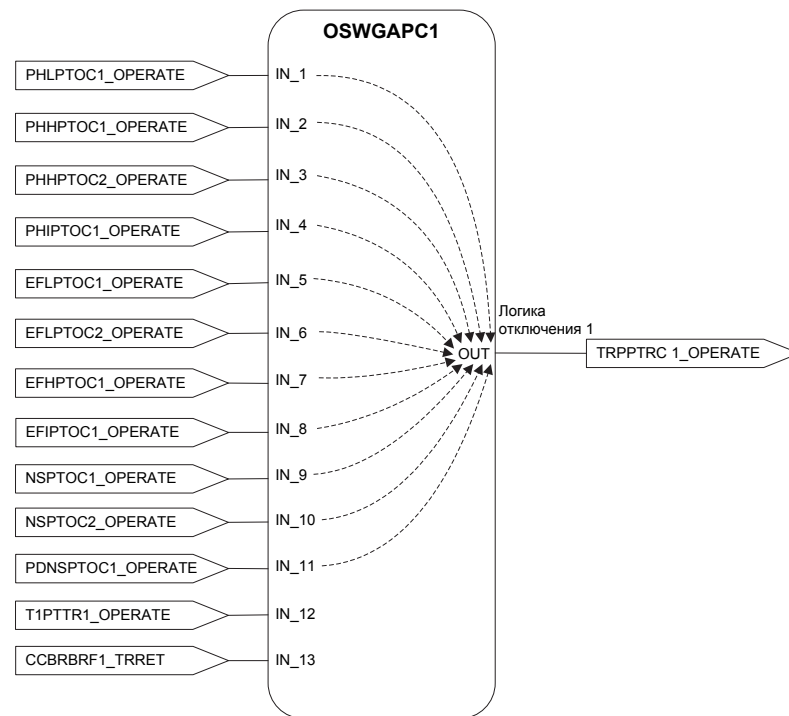 OSWGAPC1
PHLPTOC1_OPERATE IN_1
PHHPTOC1_OPERATE IN_2
PHHPTOC2_OPERATE IN_3
PHIPTOC1_OPERATE IN_4
EFLPTOC1_OPERATE IN_5
Логика
отключения 1
EFLPTOC2_OPERATE IN_6
OUT TRPPTRC 1_OPERATE
EFHPTOC1_OPERATE IN_7
EFIPTOC1_OPERATE IN_8
NSPTOC1_OPERATE IN_9
NSPTOC2_OPERATE IN_10
PDNSPTOC1_OPERATE IN_11
T1PTTR1_OPERATE IN_12
CCBRBRF1_TRRET IN_13